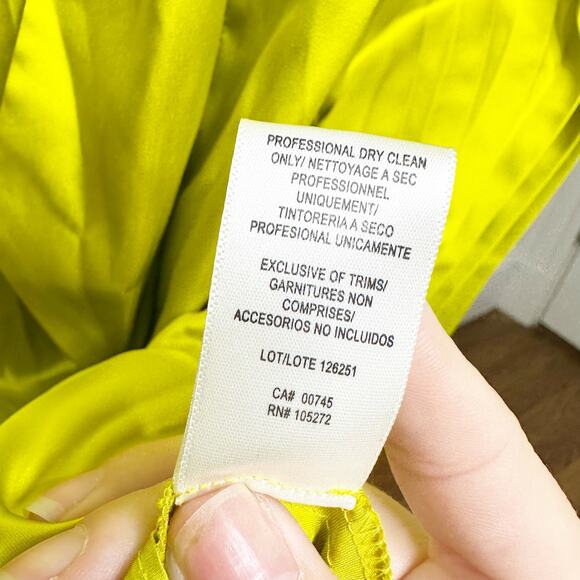 PROFESSIONAL DRY CLEAN
ONLY/ NETTOYAGE A SEC
PROFESSIONNEL
UNIQUEMENT/
TINTORERIA A SECO
PROFESIONAL UNICAMENTE
EXCLUSIVE OF TRIMS/
GARNITURES NON
COMPRISES/
ACCESORIOS NO INCLUIDOS
LOT/LOTE 126251
CA# 00745
RN# 105272